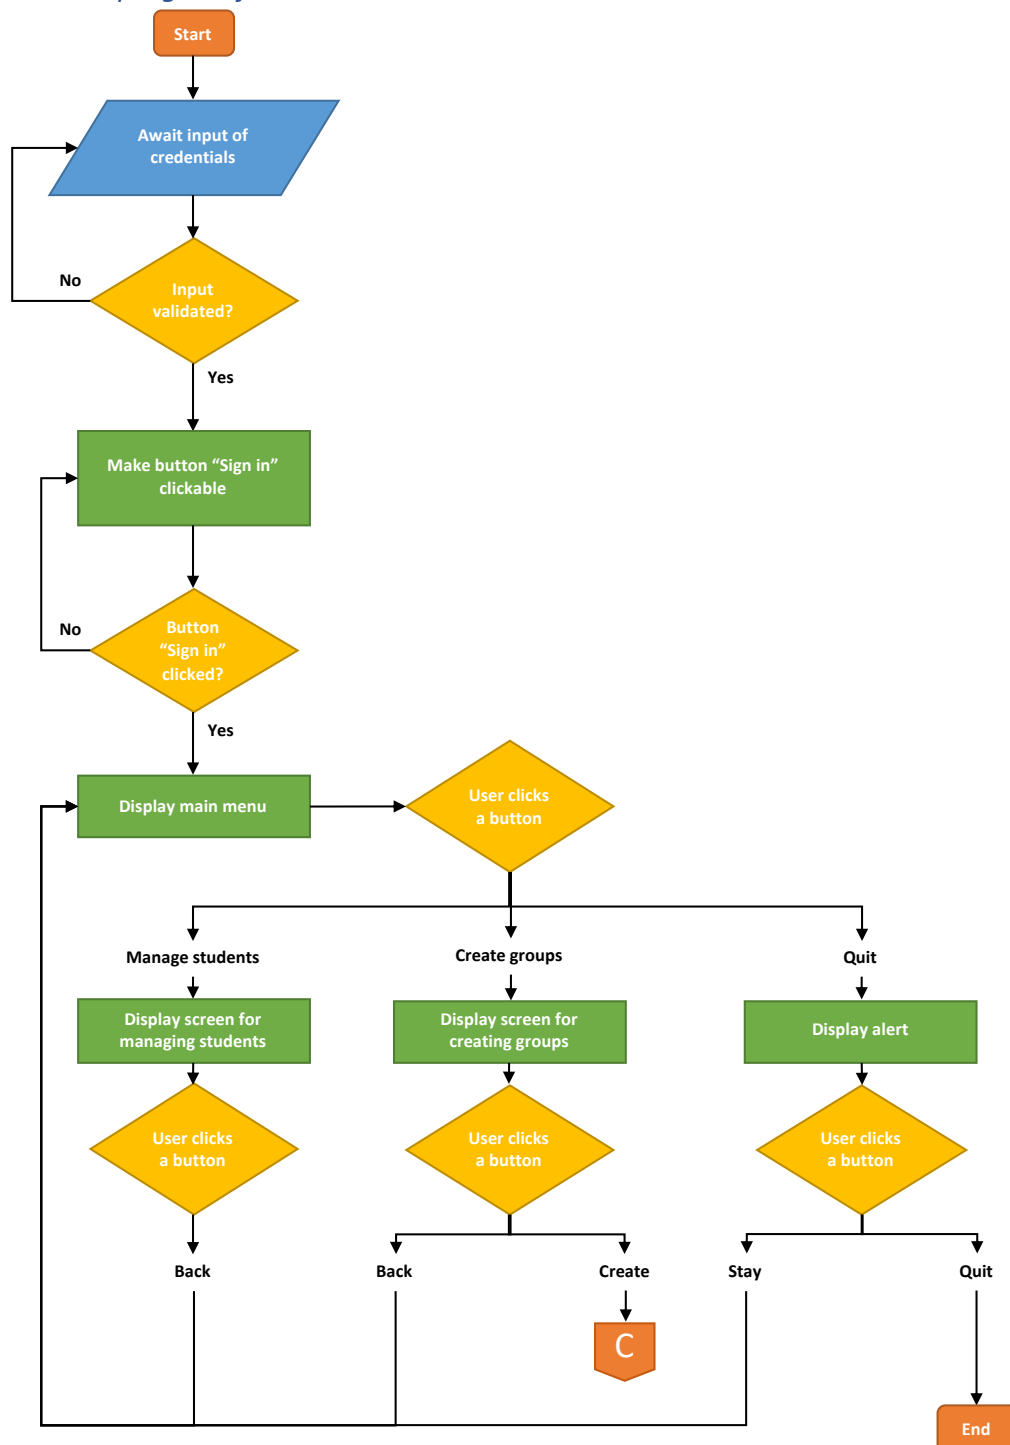 Start
Await input of
credentials
No
Input
validated?
Yes
Make button “Sign in”
clickable
No
Button
“Sign in”
clicked?
Yes
Display main menu
User clicks
a button
Manage students
Create groups
Quit
Display screen for
managing students
Display screen for
creating groups
Display alert
User clicks
a button
User clicks
a button
User clicks
a button
Back
Back
Create
Stay
Quit
C
End